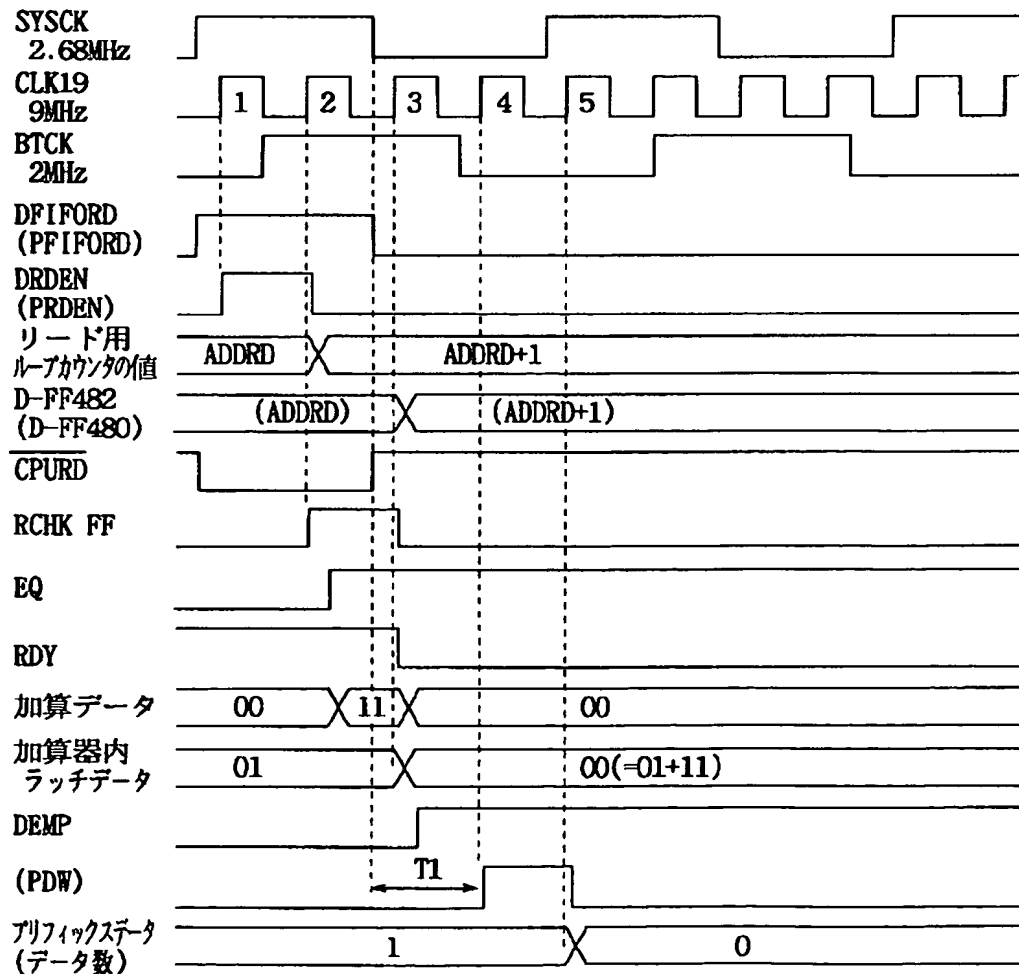 SYSCK
2.68MHz
CLK19
9MHz
1 2 3 4 5
BTCK
2MHz
DFIFORD
(PFIFORD)
DRDEN
(PRDEN)
リード用
ループカウンタの値
ADDRD ADDRD+1
D-FF482
(D-FF480)
(ADDRD) (ADDRD+1)
CPURD
RCHK FF
EQ
RDY
加算データ 00 11 00
加算器内
ラッチデータ
01 00(=01+11)
DEMP
T1
(PDW)
プリフィックスデータ
(データ数)
1 0